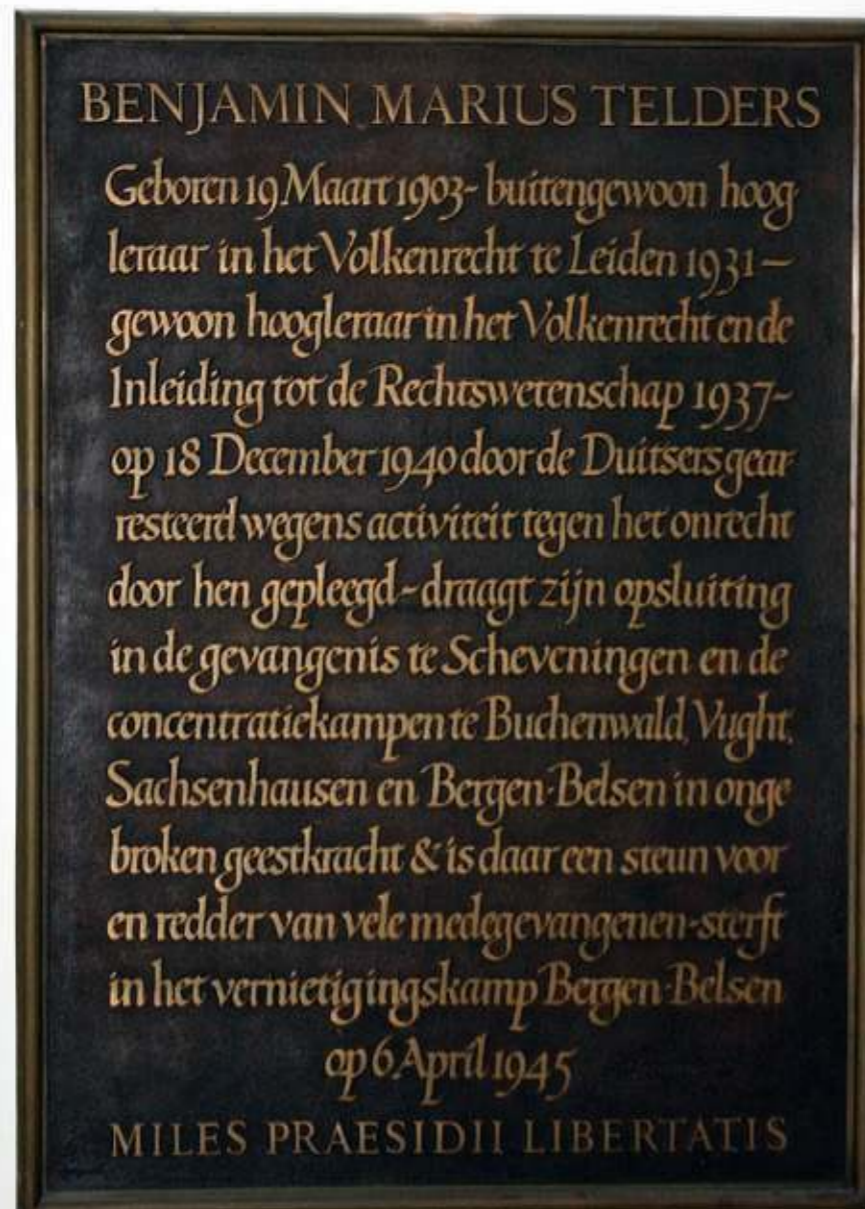 BENJAMIN MARIUS TELDERS
Geboren 19 Maart 1903- buitengewoon hoog-
leraar in het Volkenrecht te Leiden 1931-
gewoon hoogleraar in het Volkenrecht en de
Inleiding tot de Rechtswetenschap 1937-
op 18 December 1940 door de Duitsers gear-
resteerd wegens activiteit tegen het onrecht
door hen gepleegd-draagt zijn opsluiting
in de gevangenis te Scheveningen en de
concentratiekampen te Buchenwald, Vught,
Sachsenhausen en Bergen-Belsen in onge
broken geestkracht & is daar een steun voor
en redder van vele medegevangenen-sterft
in het vernietigingskamp Bergen-Belsen
op 6 April 1945
MILES PRAESIDII LIBERTATIS